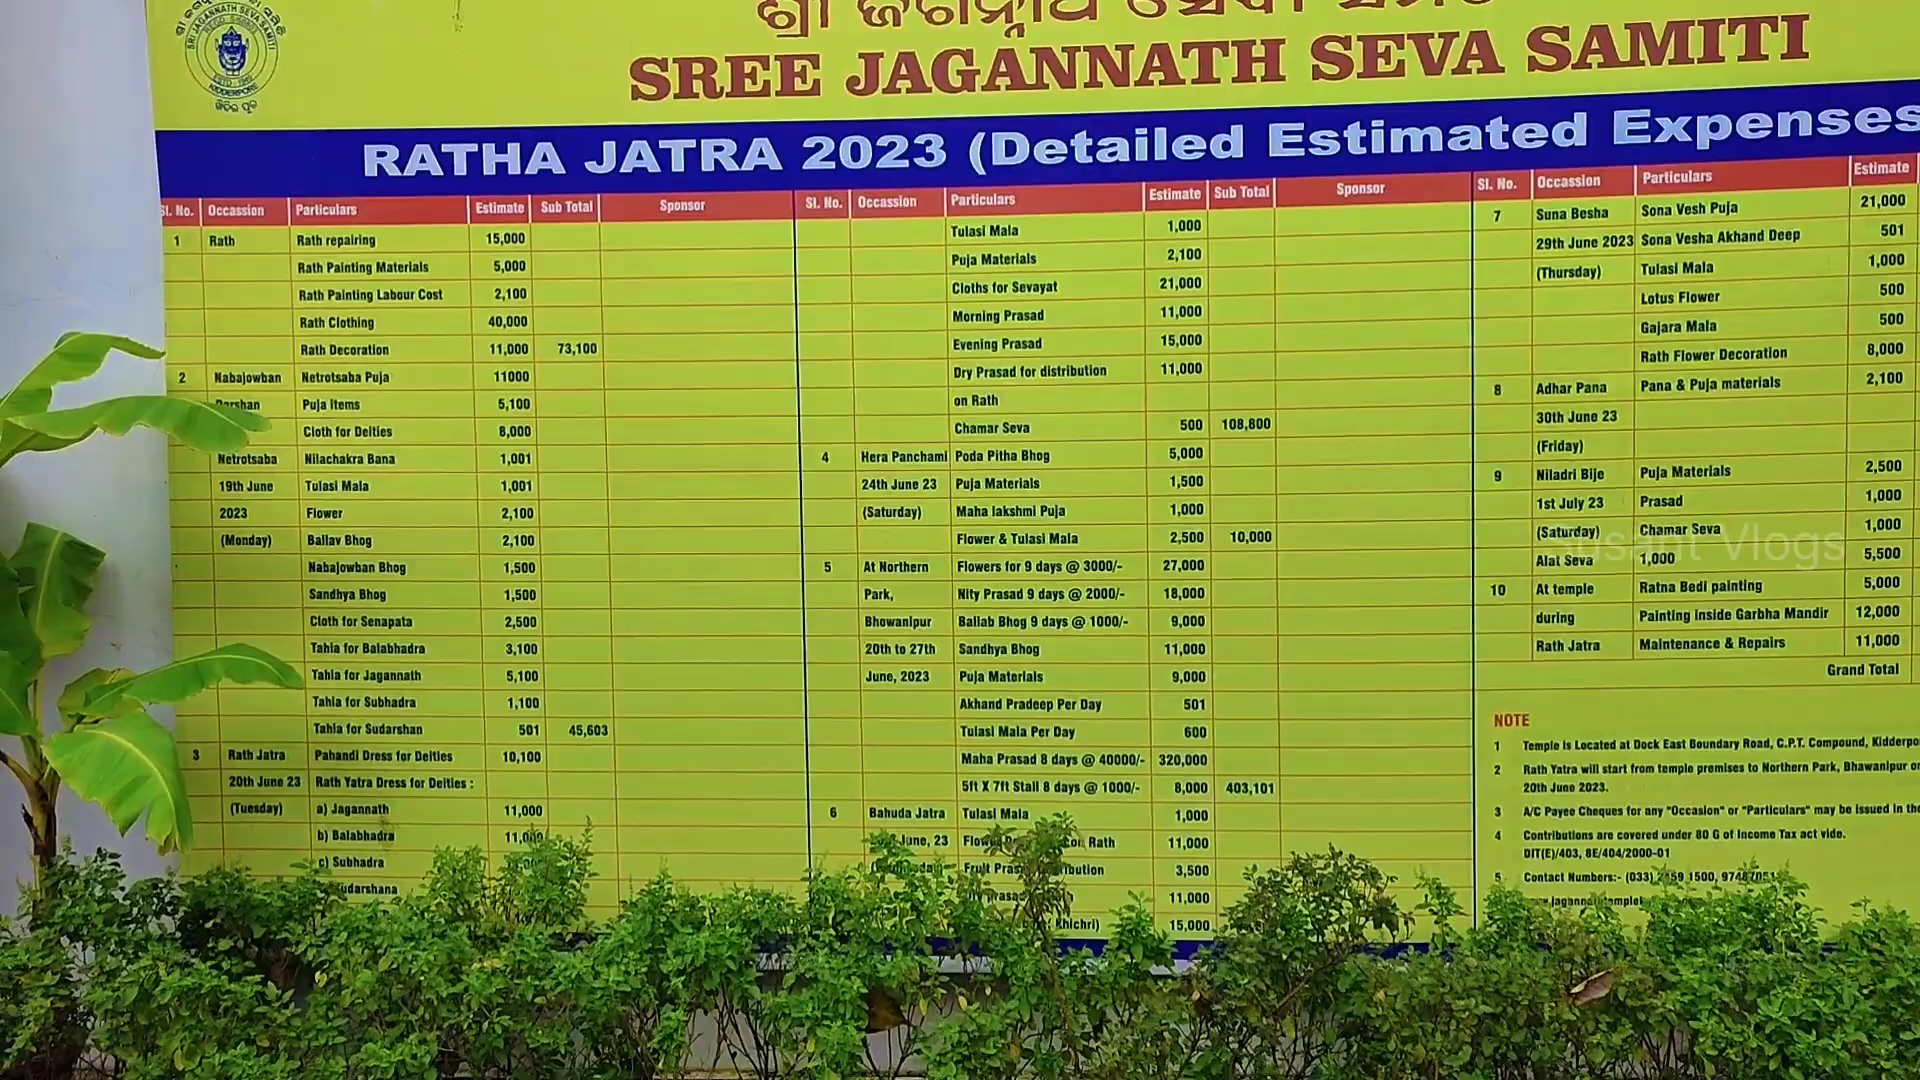 SRI JAGANNATH SEVA SAMITI
KIDDERPORE
SREE JAGANNATH SEVA SAMITI
RATHA JATRA 2023 (Detailed Estimated Expenses
Sl. No. Occassion Particulars Estimate Sub Total Sponsor
1 Rath Rath repairing 15,000
Rath Painting Materials 5,000
Rath Painting Labour Cost 2,100
Rath Clothing 40,000
Rath Decoration 11,000 73,100
2 Nabajowban Netrotsaba Puja 11000
Darshan Puja Items 5,100
Cloth for Deities 8,000
Netrotsaba Nilachakra Bana 1,001
19th June Tulasi Mala 1,001
2023 Flower 2,100
(Monday) Ballav Bhog 2,100
Nabajowban Bhog 1,500
Sandhya Bhog 1,500
Cloth for Senapata 2,500
Tahia for Balabhadra 3,100
Tahia for Jagannath 5,100
Tahia for Subhadra 1,100
Tahia for Sudarshan 501 45,603
3 Rath Jatra Pahandi Dress for Deities 10,100
20th June 23 Rath Yatra Dress for Deities :
(Tuesday) a) Jagannath 11,000
b) Balabhadra 11,000
c) Subhadra
Sl. No. Occassion Particulars Estimate Sub Total Sponsor
Tulasi Mala 1,000
Puja Materials 2,100
Cloths for Sevayat 21,000
Morning Prasad 11,000
Evening Prasad 15,000
Dry Prasad for distribution 11,000
on Rath
Chamar Seva 500 108,800
4 Hera Panchami Poda Pitha Bhog 5,000
24th June 23 Puja Materials 1,500
(Saturday) Maha lakshmi Puja 1,000
Flower & Tulasi Mala 2,500 10,000
5 At Northern Flowers for 9 days @ 3000/- 27,000
Park, Nity Prasad 9 days @ 2000/- 18,000
Bhowanipur Ballab Bhog 9 days @ 1000/- 9,000
20th to 27th Sandhya Bhog 11,000
June, 2023 Puja Materials 9,000
Akhand Pradeep Per Day 501
Tulasi Mala Per Day 600
Maha Prasad 8 days @ 40000/- 320,000
5ft X 7ft Stall 8 days @ 1000/- 8,000 403,101
6 Bahuda Jatra Tulasi Mala 1,000
June, 23 Rath 11,000
Fruit 3,500
11,000
Khichri) 15,000
Sl. No. Occassion Particulars Estimate
7 Suna Besha Sona Vesh Puja 21,000
29th June 2023 Sona Vesha Akhand Deep 501
(Thursday) Tulasi Mala 1,000
Lotus Flower 500
Gajara Mala 500
Rath Flower Decoration 8,000
8 Adhar Pana Pana & Puja materials 2,100
30th June 23
(Friday)
9 Niladri Bije Puja Materials 2,500
1st July 23 Prasad 1,000
(Saturday) Chamar Seva 1,000
Alat Seva 1,000 5,500
10 At temple Ratna Bedi painting 5,000
during Painting inside Garbha Mandir 12,000
Rath Jatra Maintenance & Repairs 11,000
Grand Total
NOTE
1 Temple is Located at Dock East Boundary Road, C.P.T. Compound,
2 Rath Yatra will start from temple premises to Northern Park, Bhawanipur
20th June 2023.
3 A/C Payee Cheques for any "Occasion" or "Particulars" may be issued in
4 Contributions are covered under 80 G of Income Tax act vide.
DIT(E)/403, 8E/404/2000-01
5 Contact Numbers:- (033) 1500,
Susant Vlogs